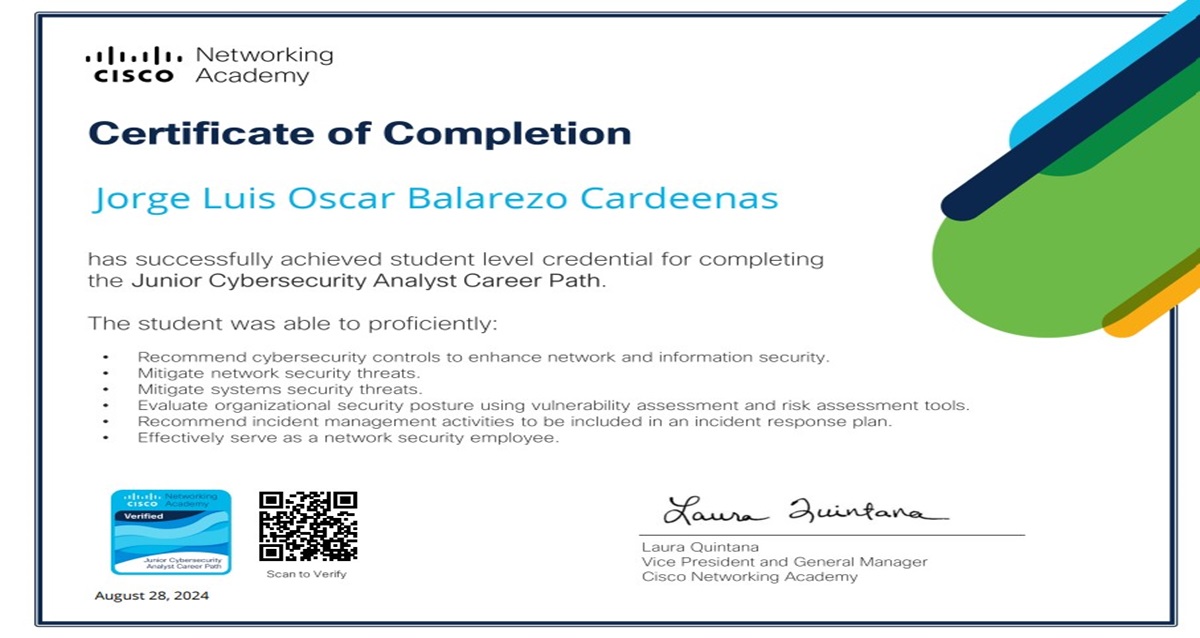 CISCO Networking
Academy
Certificate of Completion
Jorge Luis Oscar Balarezo Cardeenas
has successfully achieved student level credential for completing
the Junior Cybersecurity Analyst Career Path.
The student was able to proficiently:
• Recommend cybersecurity controls to enhance network and information security.
• Mitigate network security threats.
• Mitigate systems security threats.
• Evaluate organizational security posture using vulnerability assessment and risk assessment tools.
• Recommend incident management activities to be included in an incident response plan.
• Effectively serve as a network security employee.
CISCO Networking
Academy
Verified
Junior Cybersecurity
Analyst Career Path
Scan to Verify
August 28, 2024
Laura Quintana
Laura Quintana
Vice President and General Manager
Cisco Networking Academy